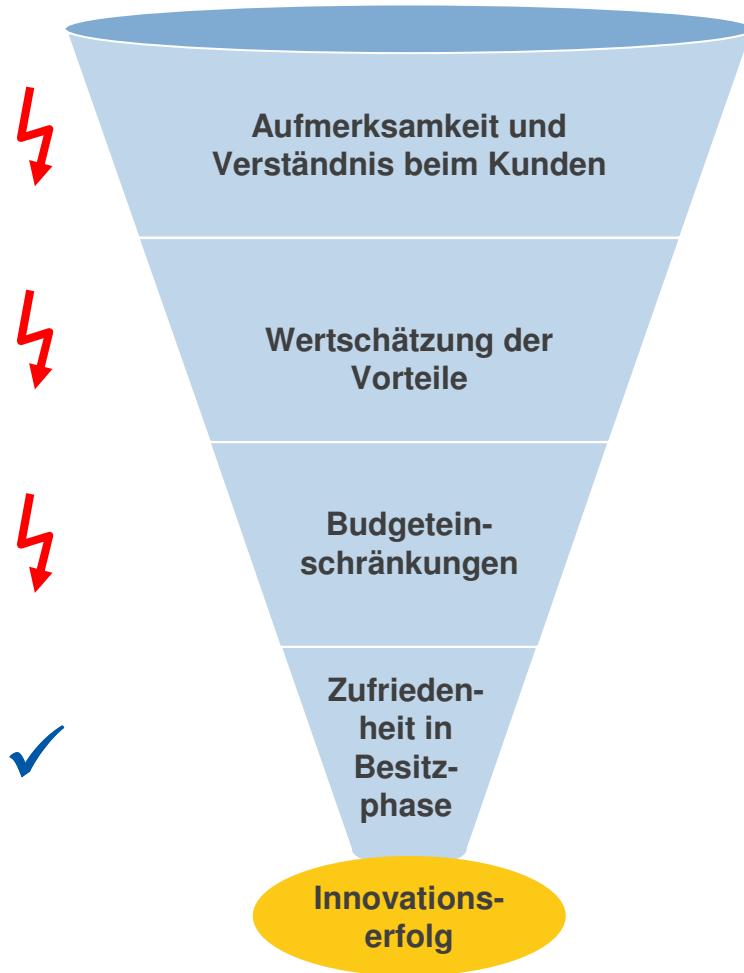 Aufmerksamkeit und
Verständnis beim Kunden
Wertschätzung der
Vorteile
Budgetein-
schränkungen
Zufrieden-
heit in
Besitz-
phase
Innovations-
erfolg